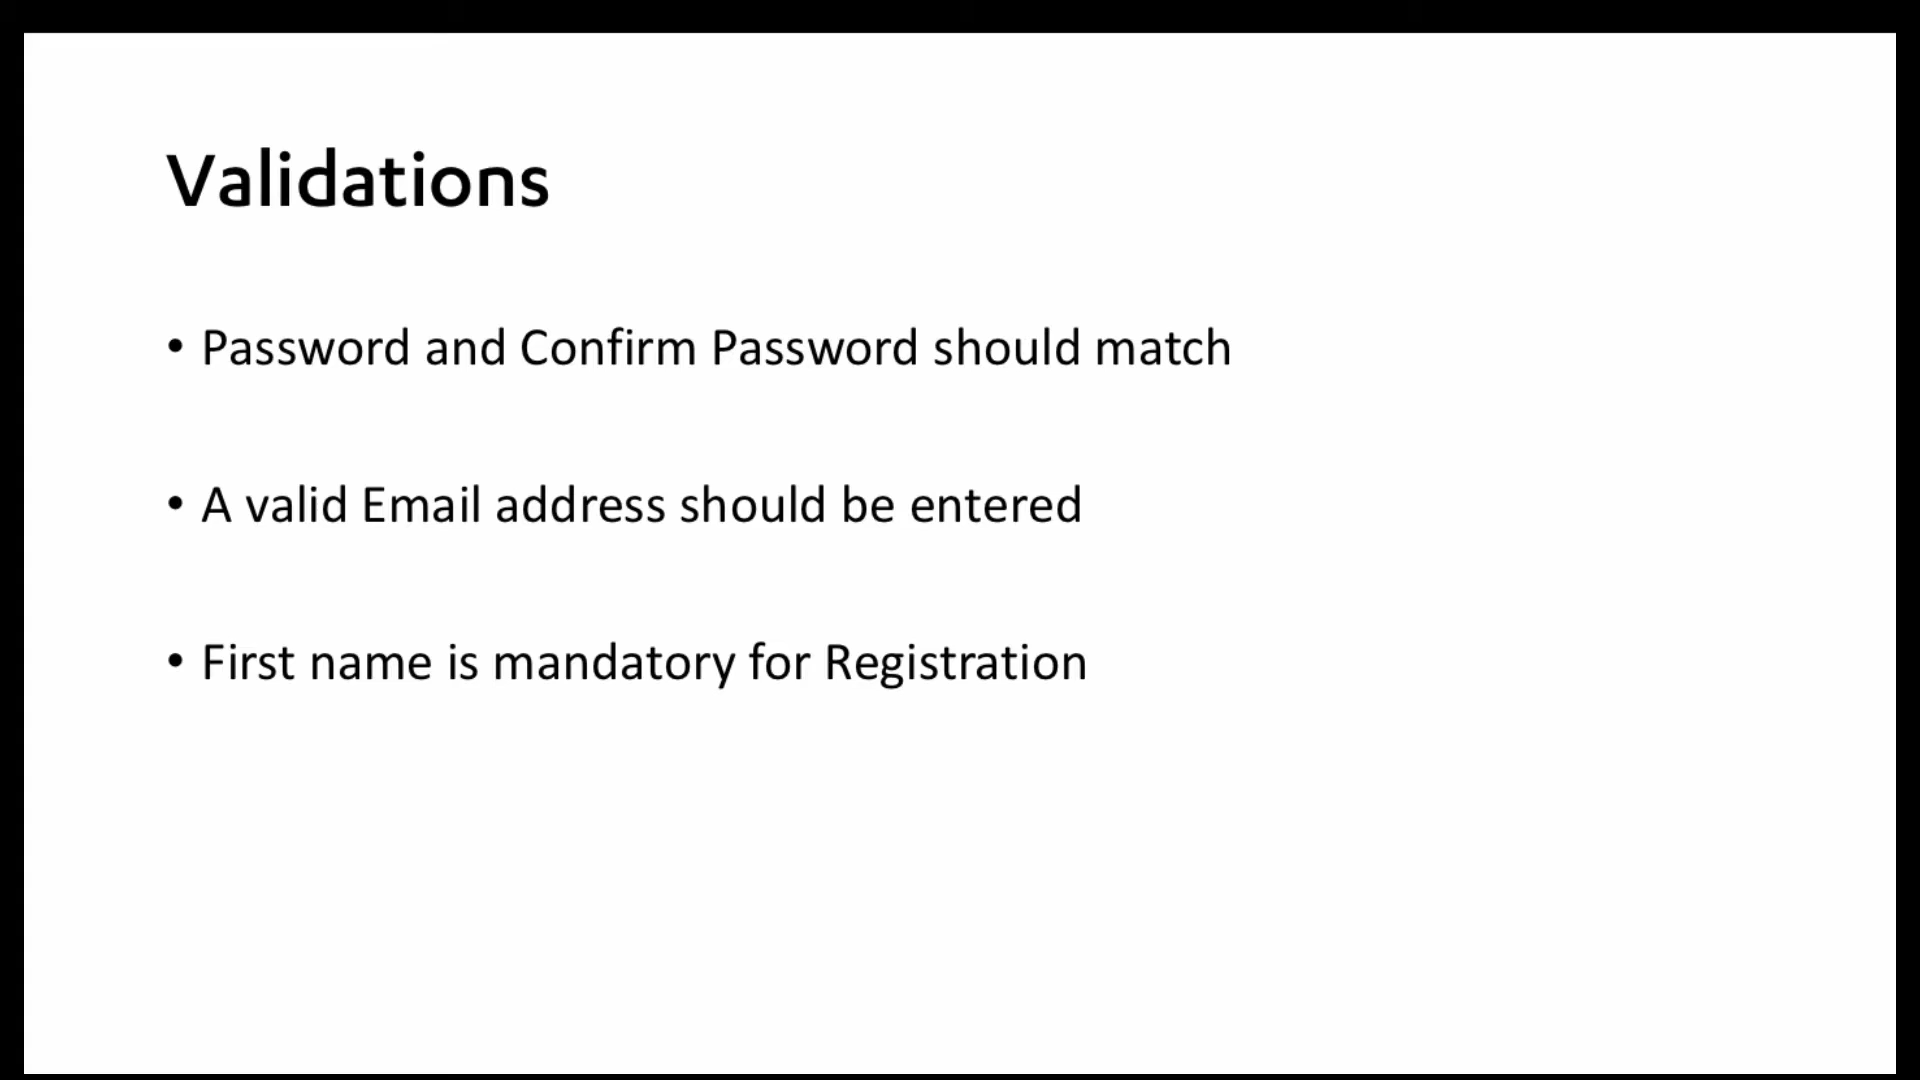 Validations
• Password and Confirm Password should match
• A valid Email address should be entered
• First name is mandatory for Registration